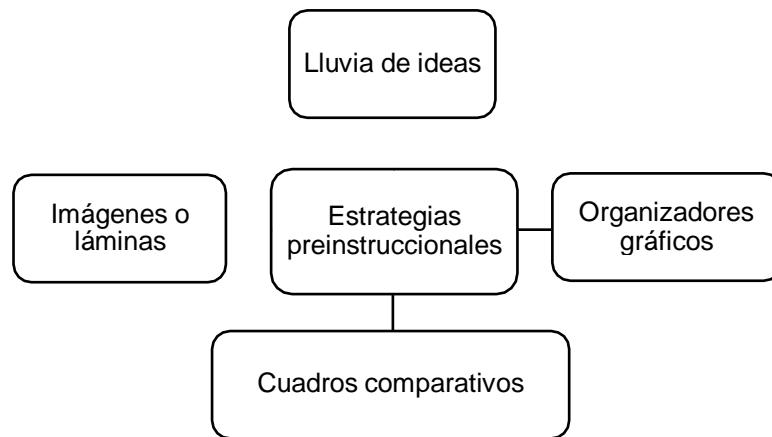 Lluvia de ideas
Imágenes o
láminas
Estrategias
preinstruccionales
Organizadores
gráficos
Cuadros comparativos